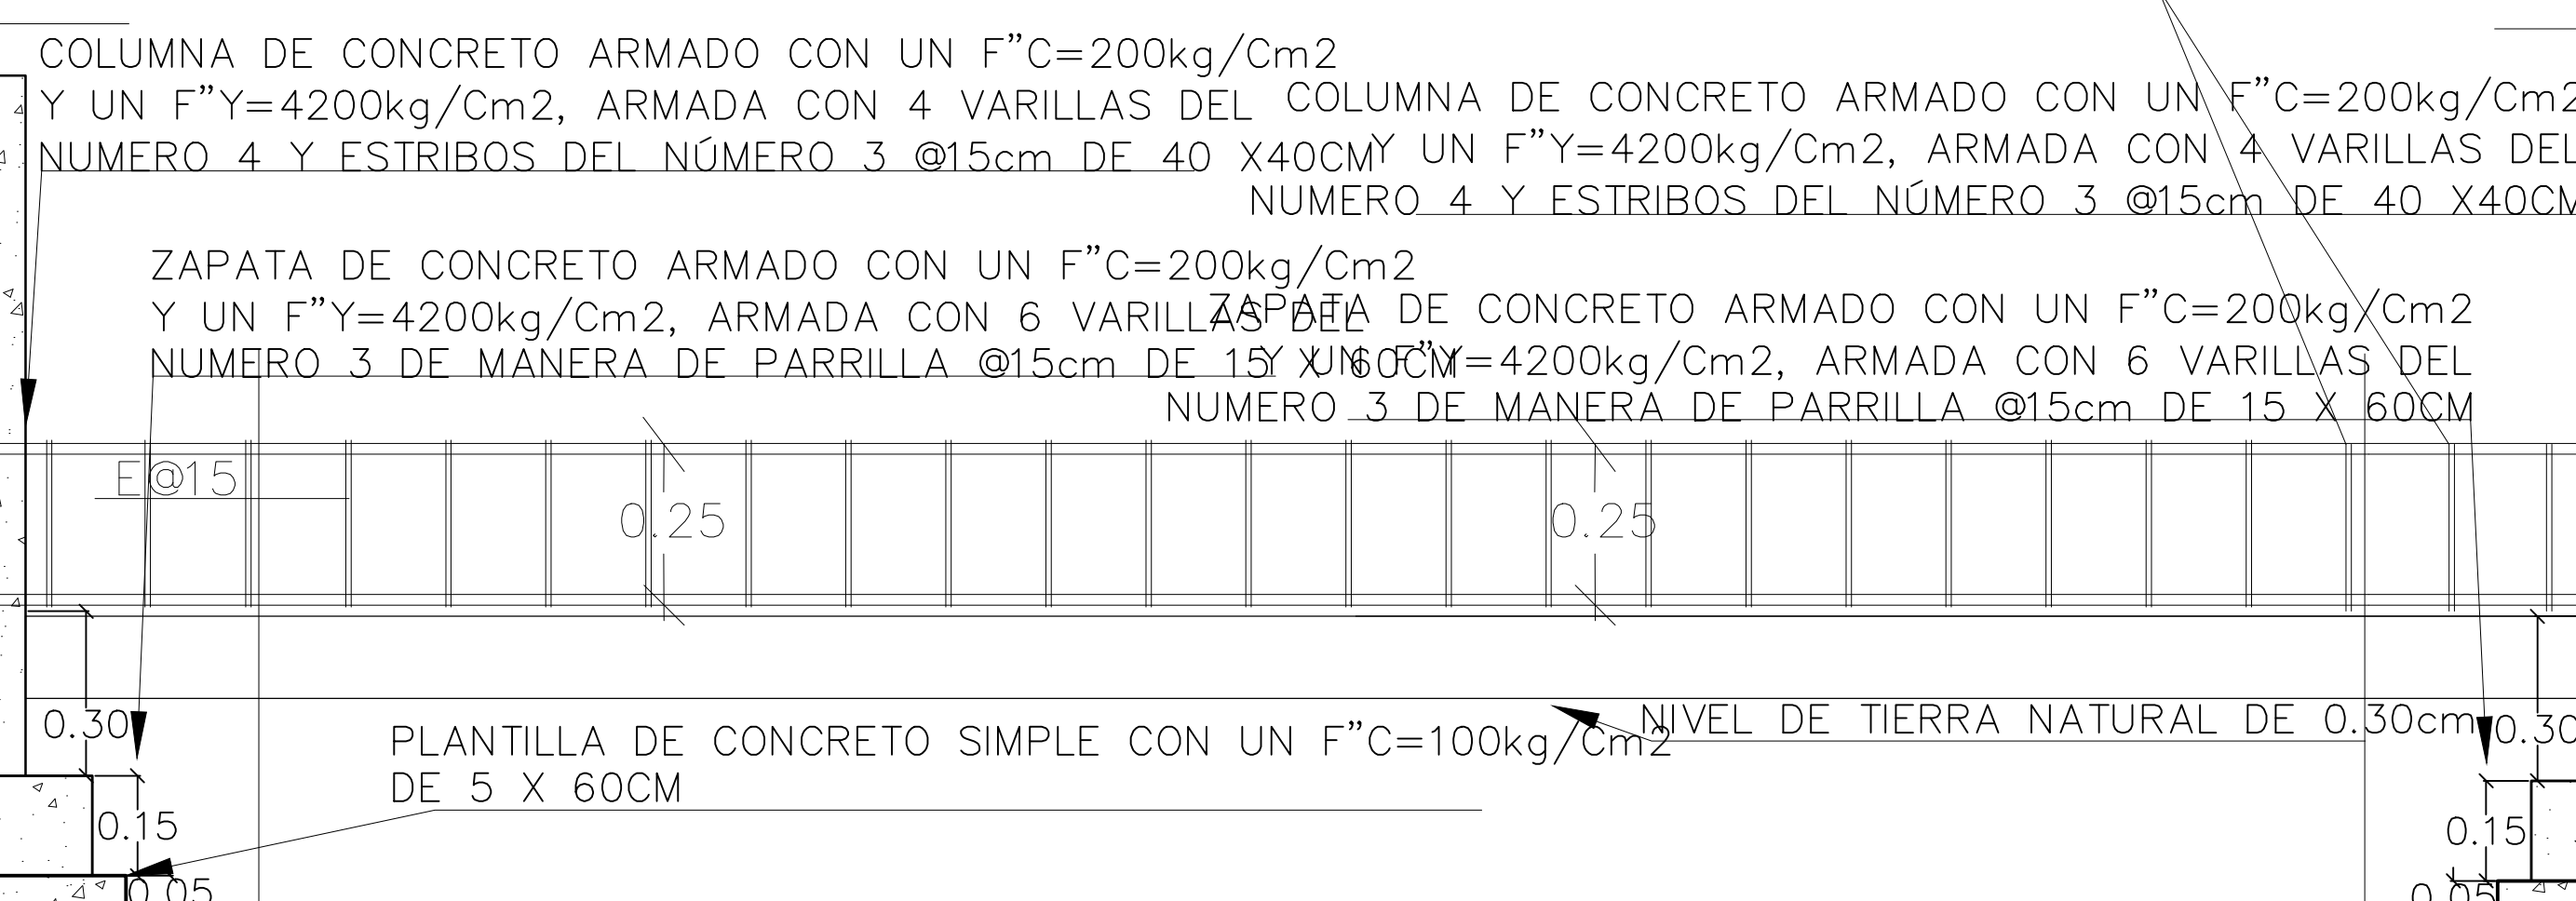 COLUMNA DE CONCRETO ARMADO CON UN F”C=200kg/Cm2
Y UN F”Y=4200kg/Cm2, ARMADA CON 4 VARILLAS DEL
NUMERO 4 Y ESTRIBOS DEL NÚMERO 3 @15cm DE 40 X40CM
COLUMNA DE CONCRETO ARMADO CON UN F”C=200kg/Cm2
Y UN F”Y=4200kg/Cm2, ARMADA CON 4 VARILLAS DEL
NUMERO 4 Y ESTRIBOS DEL NÚMERO 3 @15cm DE 40 X40CM
ZAPATA DE CONCRETO ARMADO CON UN F”C=200kg/Cm2
Y UN F”Y=4200kg/Cm2, ARMADA CON 6 VARILLAS DEL
NUMERO 3 DE MANERA DE PARRILLA @15cm DE 15 X 60CM
ZAPATA DE CONCRETO ARMADO CON UN F”C=200kg/Cm2
Y UN F”Y=4200kg/Cm2, ARMADA CON 6 VARILLAS DEL
NUMERO 3 DE MANERA DE PARRILLA @15cm DE 15 X 60CM
E@15
0.25
0.25
0.30
PLANTILLA DE CONCRETO SIMPLE CON UN F”C=100kg/Cm2
DE 5 X 60CM
NIVEL DE TIERRA NATURAL DE 0.30cm
0.30
0.15
0.15
0.05
0.05